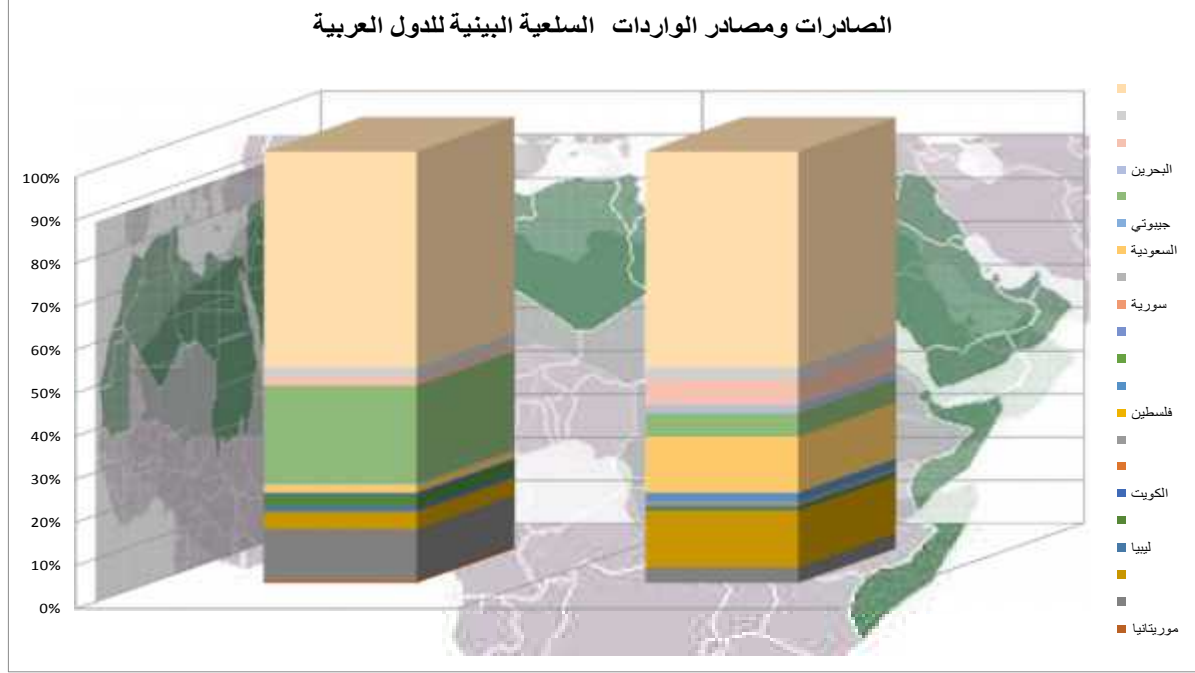 الصادرات ومصادر الواردات السلعية البينية للدول العربية
100%
90%
80%
70%
60%
50%
40%
30%
20%
10%
0%
البحرين
جيبوتي
السعودية
سورية
فلسطين
الكويت
ليبيا
موريتانيا